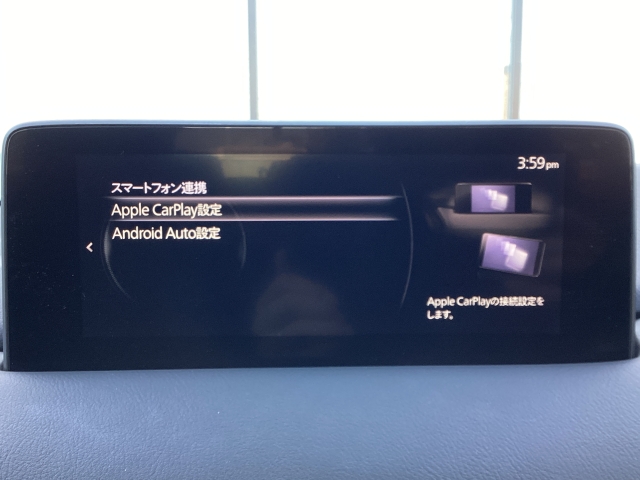 3:59pm
スマートフォン連携
Apple CarPlay設定
Android Auto設定
Apple CarPlayの接続設定を
します。